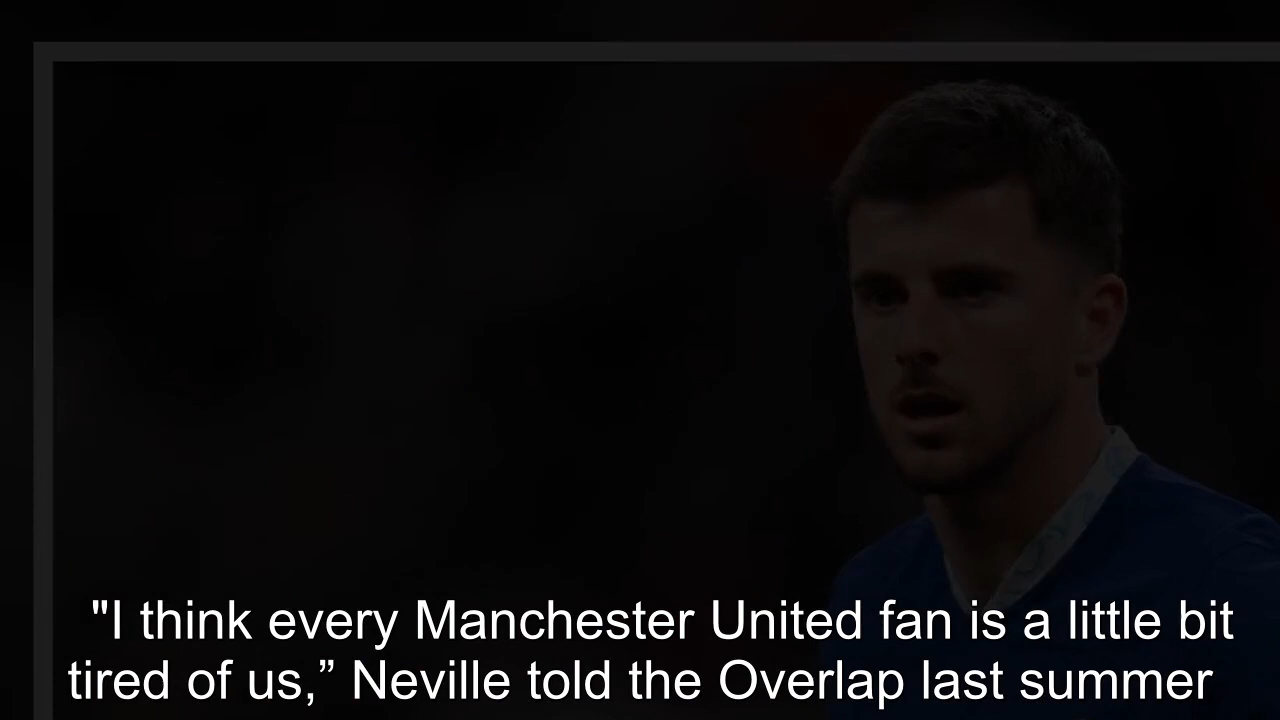 "I think every Manchester United fan is a little bit
tired of us,” Neville told the Overlap last summer